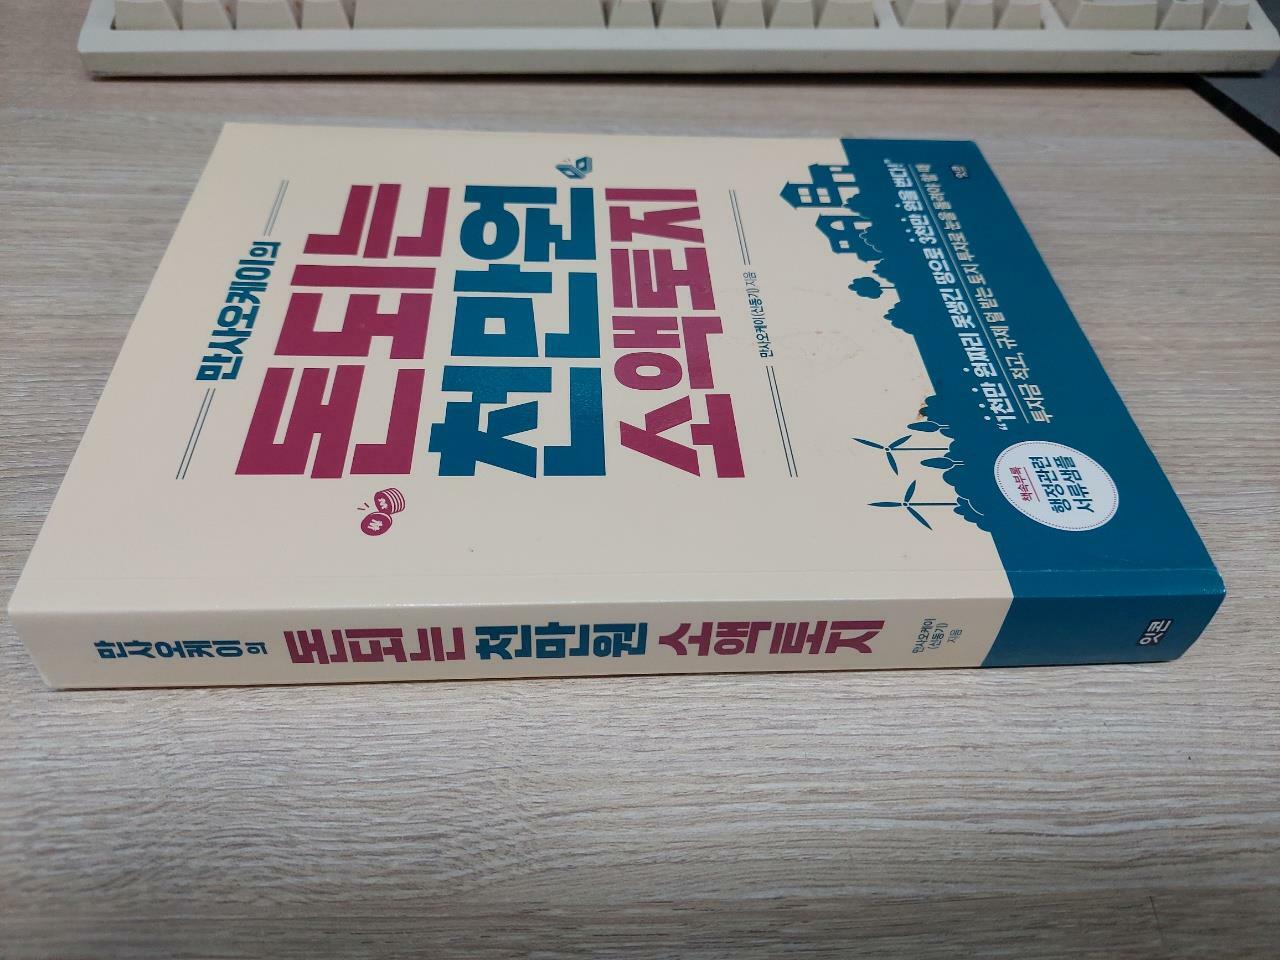 만사오케이의
돈되는
천만원
소액토지
만사오케이(신동기) 지음
"1천만 원짜리 못생긴 땅으로 3천만 원을 번다!"
투자금 적고, 규제 덜 받는 토지 투자로 눈을 돌려야 할 때
책속부록
행정관련
서류샘플
잇콘
만사오케이의 돈되는 천만원 소액토지
만사오케이
(신동기)
지음
잇콘